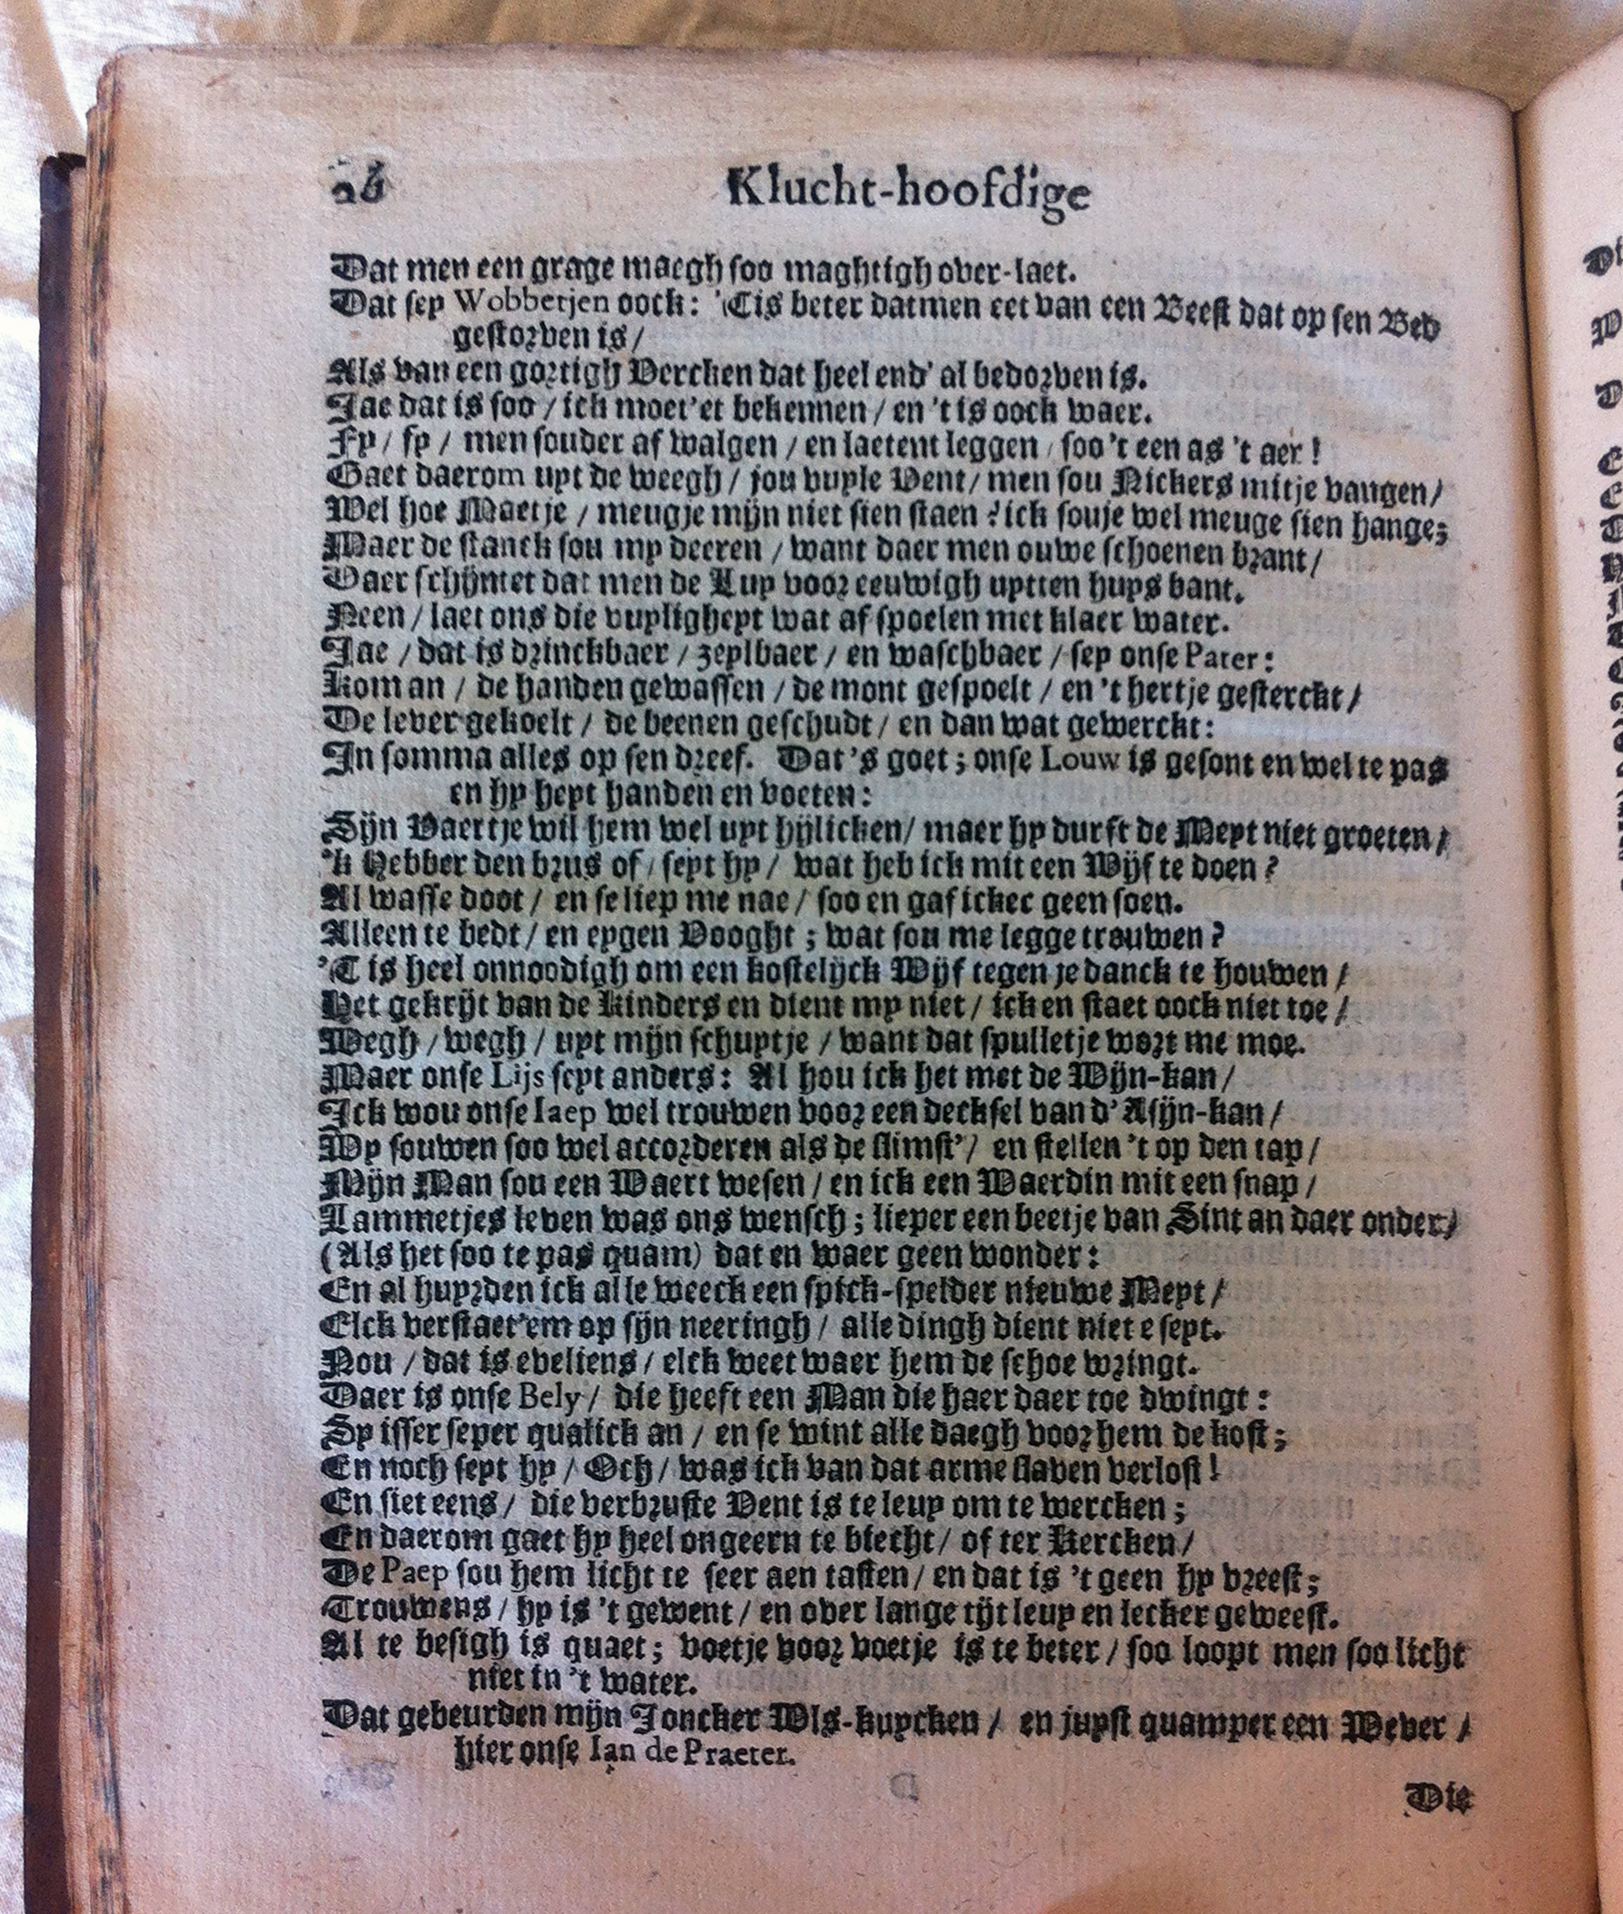 26 Klucht-hoofdige
Dat men een grage maegh soo maghtigh over-laet.
Dat sey Wobbetjen oock: 'Tis beter datmen eet van een Beest dat op sen Bed
gestorven is /
Als van een gortigh Vercken dat heel end' al bedorven is.
Jae dat is soo / ick moet'et bekennen / en 't is oock waer.
Fy / fy / men souder af walgen / en laetent leggen / soo 't een as 't aer !
Gaet daerom uyt de weegh / jou vuyle Vent / men sou Nickers mitje vangen /
Wel hoe Maetje / meugje mijn niet sien staen ? ick souje wel meuge sien hange;
Maer de stanck sou my deeren / want daer men ouwe schoenen brant /
Daer schijntet dat men de Luy voor eeuwigh uytten huys bant.
Neen / laet ons die vuyligheyt wat af spoelen met klaer water.
Jae / dat is drinckbaer / zeylbaer / en waschbaer / sey onse Pater:
Kom an / de handen gewassen / de mont gespoelt / en 't hertje gesterckt /
De lever gekoelt / de beenen geschudt / en dan wat gewerckt:
In somma alles op sen dreef. Dat 's goet ; onse Louw is gesont en wel te pas
en hy heyt handen en voeten:
Sijn Vaertje wil hem wel uyt hijlicken / maer hy durft de Meyt niet groeten /
'k Hebber den brus of / seyt hy / wat heb ick mit een Wijf te doen ?
Al wasse doot / en se liep me nae / soo en gaf icker geen soen.
Alleen te bedt / en eygen Vooght ; wat sou me legge trouwen ?
'T is heel onnoodigh om een kostelijck Wijf tegen je danck te houwen /
Het gekrijt van de kinders en dient my niet / ick en staet oock niet toe /
Wegh / wegh / uyt mijn schuytje / want dat spulletje wort me moe.
Maer onse Lijs seyt anders: Al hou ick het met de Wijn-kan /
Ick wou onse Iaep wel trouwen voor een decksel van d' Asijn-kan /
Wy souwen soo wel accorderen als de slimst' / en stellen 't op den tap /
Mijn Man sou een Waert wesen / en ick een Waerdin mit een snap /
Lammetjes leven was ons wensch ; lieper een beetje van Sint an daer onder /
(Als het soo te pas quam) dat en waer geen wonder :
En al huyrden ick alle weeck een spick-spelder nieuwe Meyt /
Elck verstaet'em op sijn neeringh / alle dingh dient niet e seyt.
Nou / dat is eveliens / elck weet waer hem de schoe wringt.
Daer is onse Bely / die heeft een Man die haer daer toe dwingt :
Sy isser seper qualick an / en se wint alle daegh voor hem de kost ;
En noch seyt hy / Och / was ick van dat arme slaven verlost !
En siet eens / die verbruste Vent is te leuy om te wercken ;
En daerom gaet hy heel ongeern te biecht / of ter Kercken /
De Paep sou hem licht te seer aen tasten / en dat is 't geen hy vreest ;
Trouwens / hy is 't gewent / en over lange tijt leuy en lecker geweest.
Al te besigh is quaet ; voetje voor voetje is te beter / soo loopt men soo licht
niet in 't water.
Dat gebeurden mijn Joncker Wls-kuycken / en juyst quamper een Wever /
hier onse Ian de Praeter.
Die